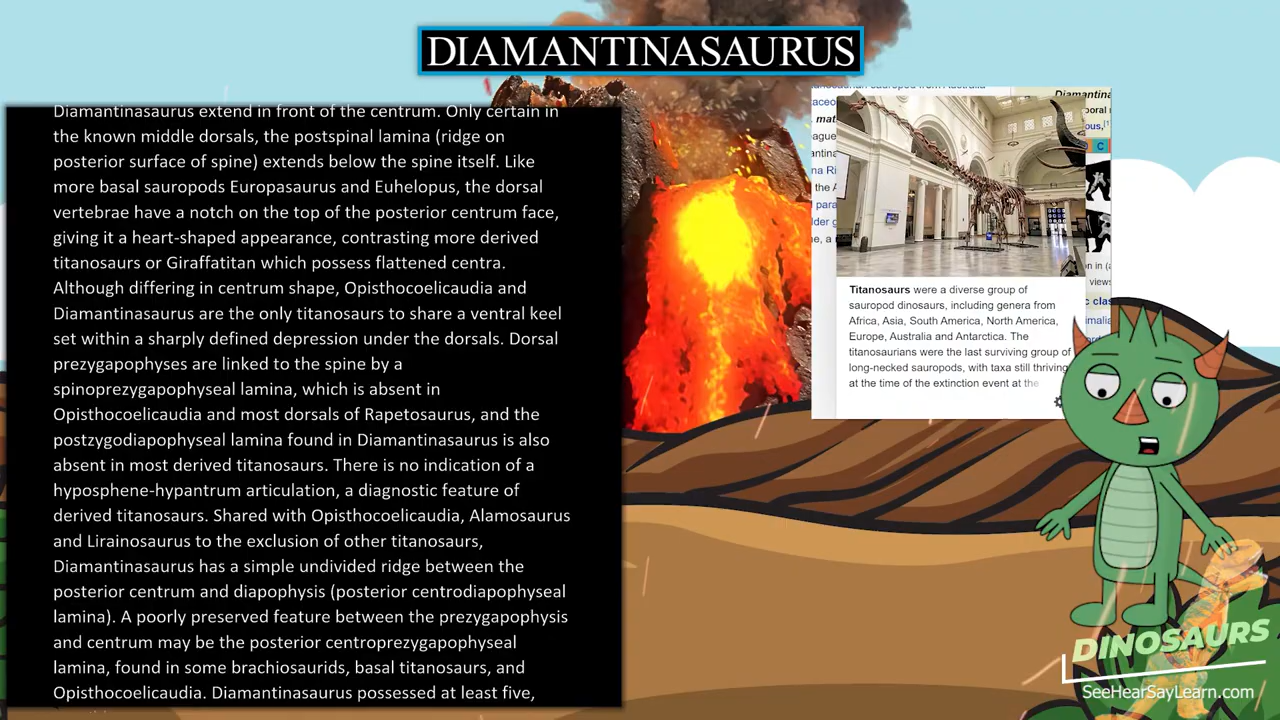 DIAMANTINASAURUS
Diamantinasaurus extend in front of the centrum. Only certain in
the known middle dorsals, the postspinal lamina (ridge on
posterior surface of spine) extends below the spine itself. Like
more basal sauropods Europasaurus and Euhelopus, the dorsal
vertebrae have a notch on the top of the posterior centrum face,
giving it a heart-shaped appearance, contrasting more derived
titanosaurs or Giraffatitan which possess flattened centra.
Although differing in centrum shape, Opisthocoelicaudia and
Diamantinasaurus are the only titanosaurs to share a ventral keel
set within a sharply defined depression under the dorsals. Dorsal
prezygapophyses are linked to the spine by a
spinoprezygapophyseal lamina, which is absent in
Opisthocoelicaudia and most dorsals of Rapetosaurus, and the
postzygodiapophyseal lamina found in Diamantinasaurus is also
absent in most derived titanosaurs. There is no indication of a
hyposphene-hypantrum articulation, a diagnostic feature of
derived titanosaurs. Shared with Opisthocoelicaudia, Alamosaurus
and Lirainosaurus to the exclusion of other titanosaurs,
Diamantinasaurus has a simple undivided ridge between the
posterior centrum and diapophysis (posterior centrodiapophyseal
lamina). A poorly preserved feature between the prezygapophysis
and centrum may be the posterior centroprezygapophyseal
lamina, found in some brachiosaurids, basal titanosaurs, and
Opisthocoelicaudia. Diamantinasaurus possessed at least five,
Titanosaurs were a diverse group of
sauropod dinosaurs, including genera from
Africa, Asia, South America, North America,
Europe, Australia and Antarctica. The
titanosaurians were the last surviving group of
long-necked sauropods, with taxa still thriving
at the time of the extinction event at the
DINOSAURS
SeeHearSayLearn.com